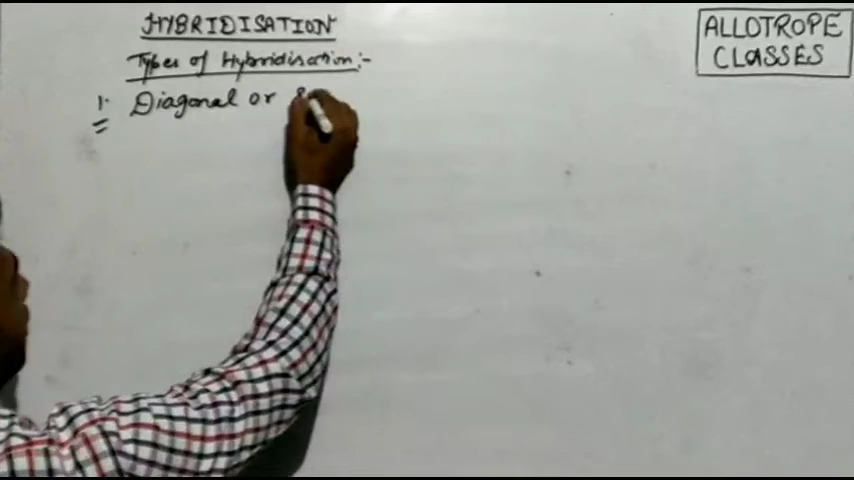 HYBRIDISATION
Types of Hybridisation:-
1. Diagonal or
ALLOTROPE
CLASSES